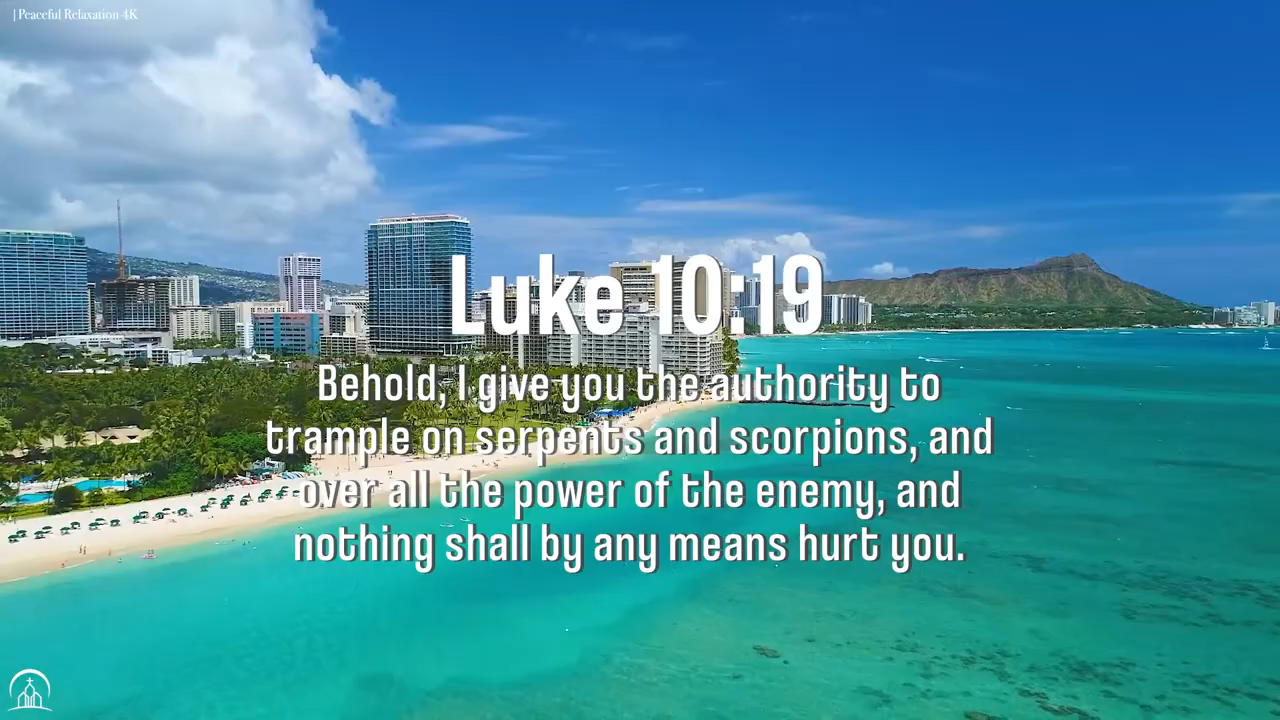 | Peaceful Relaxation 4K
Luke 10:19
Behold, I give you the authority to
trample on serpents and scorpions, and
over all the power of the enemy, and
nothing shall by any means hurt you.